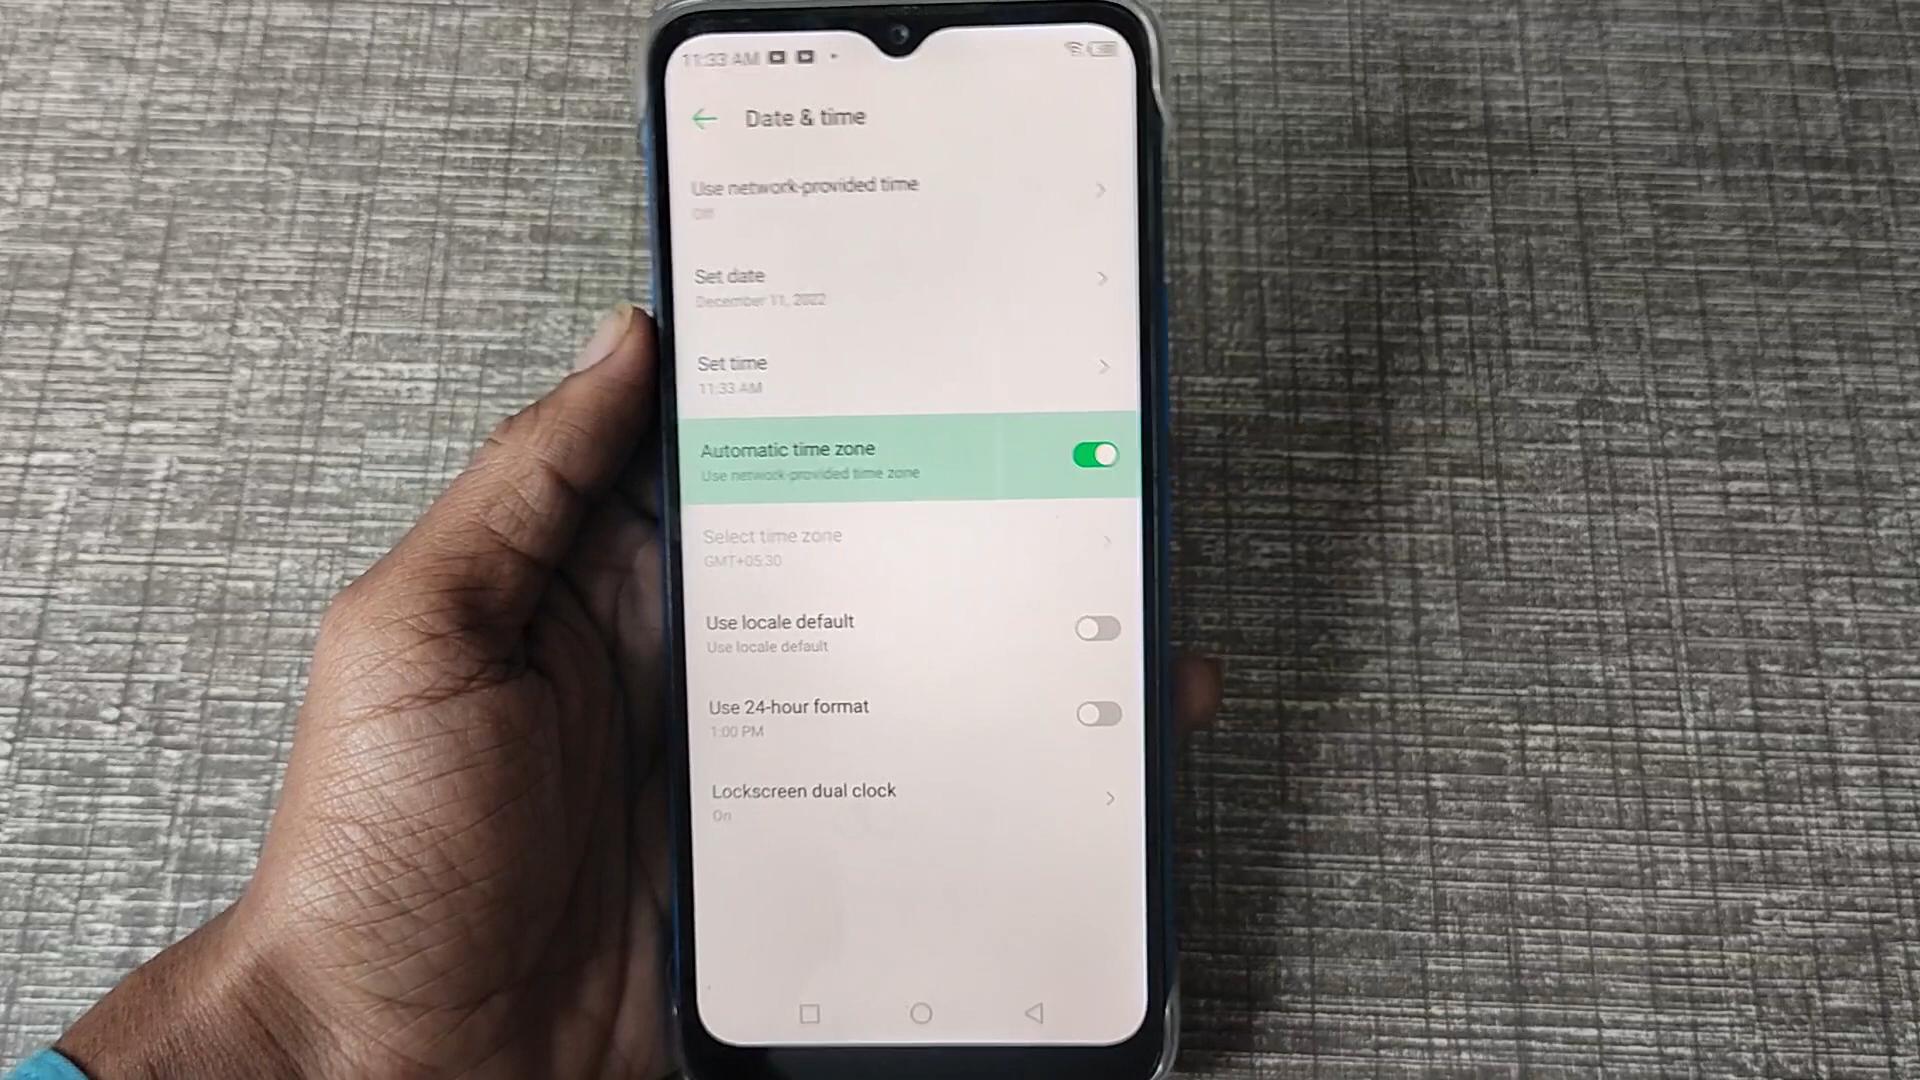 11:33 AM
Date & time
Use network-provided time
Off
Set date
December 11, 2022
Set time
11:33 AM
Automatic time zone
Use network-provided time zone
Select time zone
GMT+05:30
Use locale default
Use locale default
Use 24-hour format
1:00 PM
Lockscreen dual clock
On